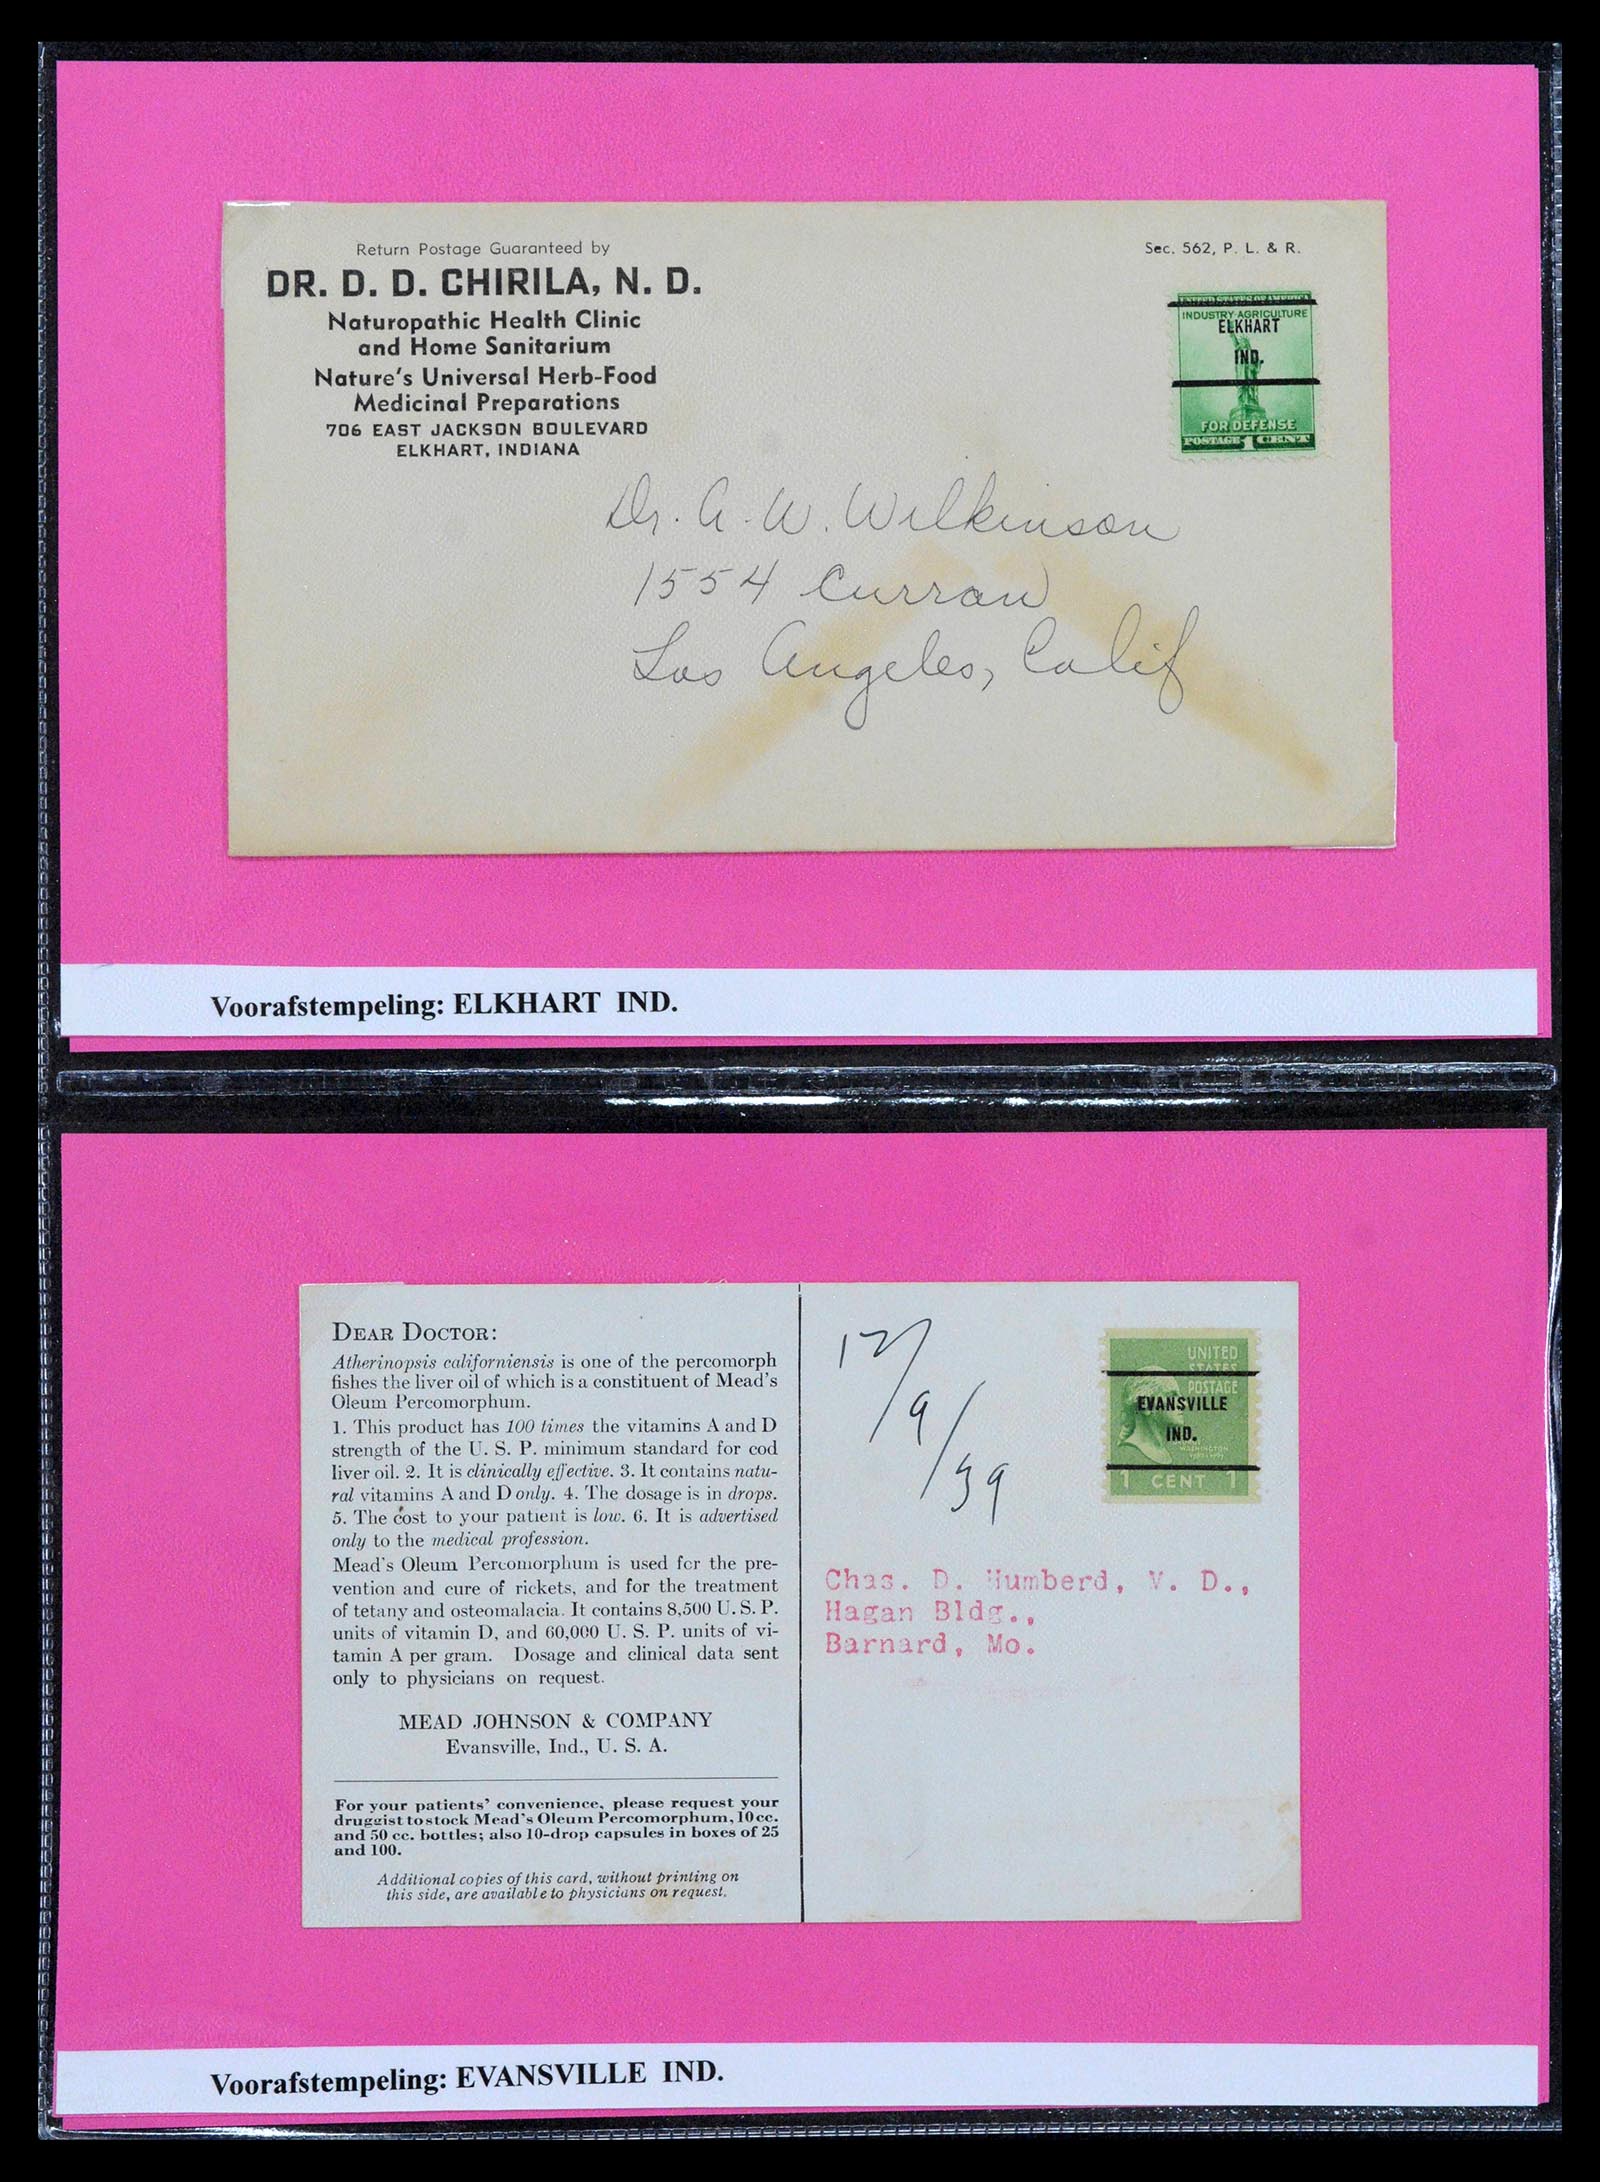 Return Postage Guaranteed by
DR. D. D. CHIRILA, N. D.
Naturopathic Health Clinic
and Home Sanitarium
Nature's Universal Herb-Food
Medicinal Preparations
706 EAST JACKSON BOULEVARD
ELKHART, INDIANA
Sec. 562, P. L. & R.
UNITED STATES OF AMERICA
INDUSTRY·AGRICULTURE
ELKHART
IND.
FOR DEFENSE
POSTAGE 1 CENT
Dr. A. W. Wilkinson
1554 Curran
Los Angeles, Calif
Voorafstempeling: ELKHART IND.
DEAR DOCTOR:
Atherinopsis californiensis is one of the percomorph
fishes the liver oil of which is a constituent of Mead's
Oleum Percomorphum.
1. This product has 100 times the vitamins A and D
strength of the U. S. P. minimum standard for cod
liver oil. 2. It is clinically effective. 3. It contains natu-
ral vitamins A and D only. 4. The dosage is in drops.
5. The cost to your patient is low. 6. It is advertised
only to the medical profession.
Mead's Oleum Percomorphum is used for the pre-
vention and cure of rickets, and for the treatment
of tetany and osteomalacia. It contains 8,500 U. S. P.
units of vitamin D, and 60,000 U. S. P. units of vi-
tamin A per gram. Dosage and clinical data sent
only to physicians on request.
MEAD JOHNSON & COMPANY
Evansville, Ind., U. S. A.
For your patients' convenience, please request your
druggist to stock Mead's Oleum Percomorphum, 10 cc.
and 50 cc. bottles; also 10-drop capsules in boxes of 25
and 100.
Additional copies of this card, without printing on
this side, are available to physicians on request.
12/9/39
UNITED
STATES
POSTAGE
EVANSVILLE
IND.
WASHINGTON
1 CENT 1
Chas. D. Humberd, V. D.,
Hagan Bldg.,
Barnard, Mo.
Voorafstempeling: EVANSVILLE IND.